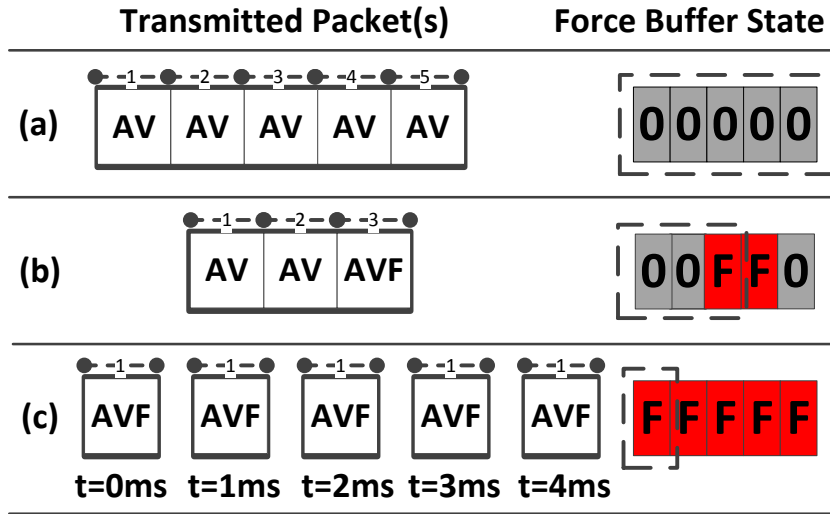 Transmitted Packet(s) Force Buffer State
1 2 3 4 5
(a) AV AV AV AV AV 0 0 0 0 0
1 2 3
(b) AV AV AVF 0 0 F F 0
1 1 1 1 1
(c) AVF AVF AVF AVF AVF F F F F F
t=0ms t=1ms t=2ms t=3ms t=4ms